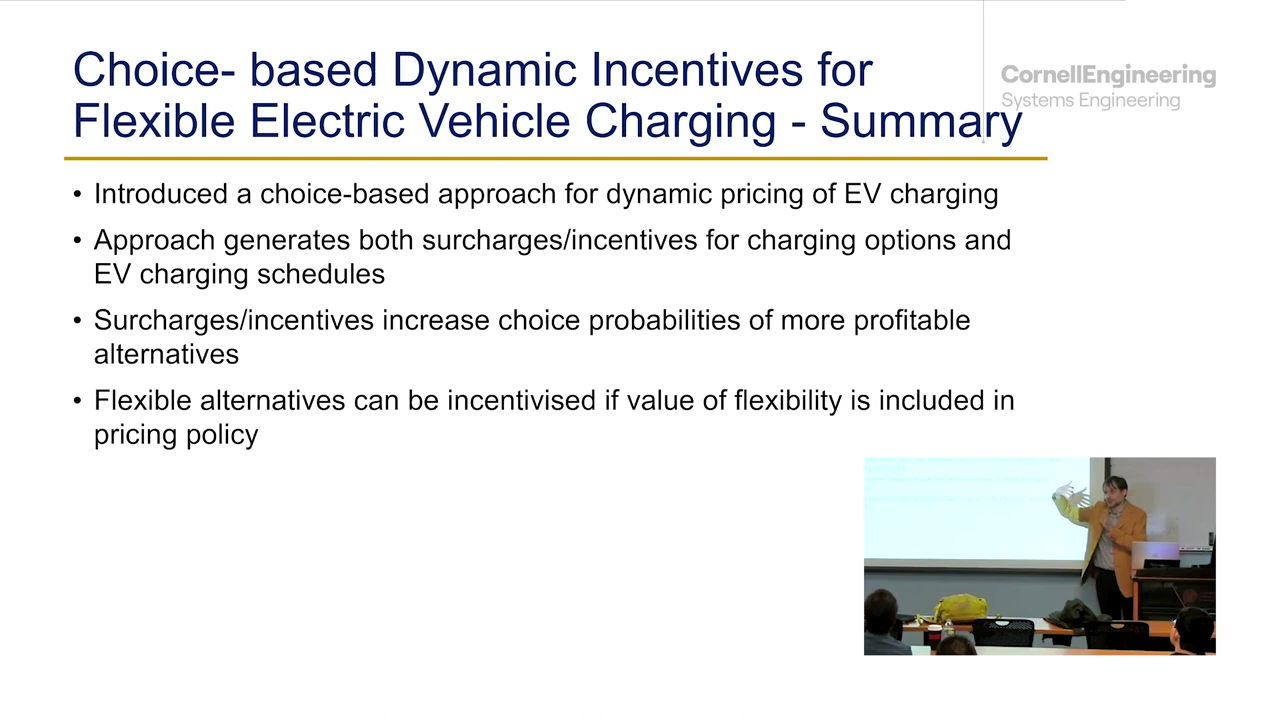 Choice- based Dynamic Incentives for
Flexible Electric Vehicle Charging - Summary
CornellEngineering
Systems Engineering
• Introduced a choice-based approach for dynamic pricing of EV charging
• Approach generates both surcharges/incentives for charging options and
EV charging schedules
• Surcharges/incentives increase choice probabilities of more profitable
alternatives
• Flexible alternatives can be incentivised if value of flexibility is included in
pricing policy